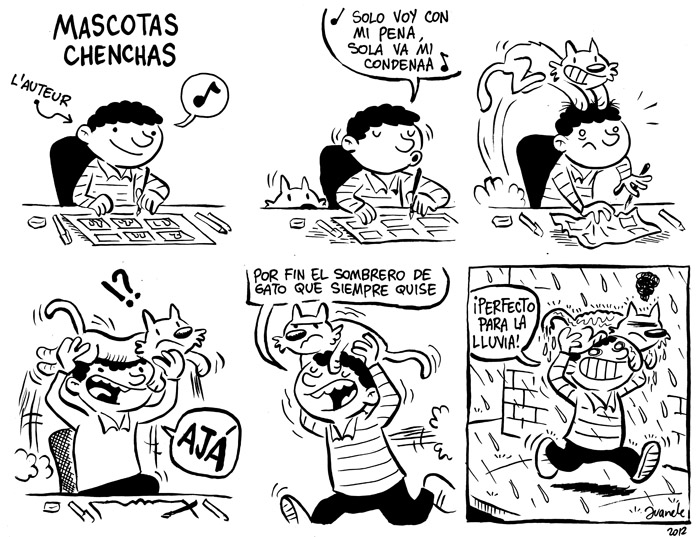 MASCOTAS
CHENCHAS
L'AUTEUR
SOLO VOY CON
MI PENA,
SOLA VA MI
CONDENAA
!?
AJÁ
POR FIN EL SOMBRERO DE
GATO QUE SIEMPRE QUISE
¡PERFECTO
PARA LA
LLUVIA!
Juanele
2012